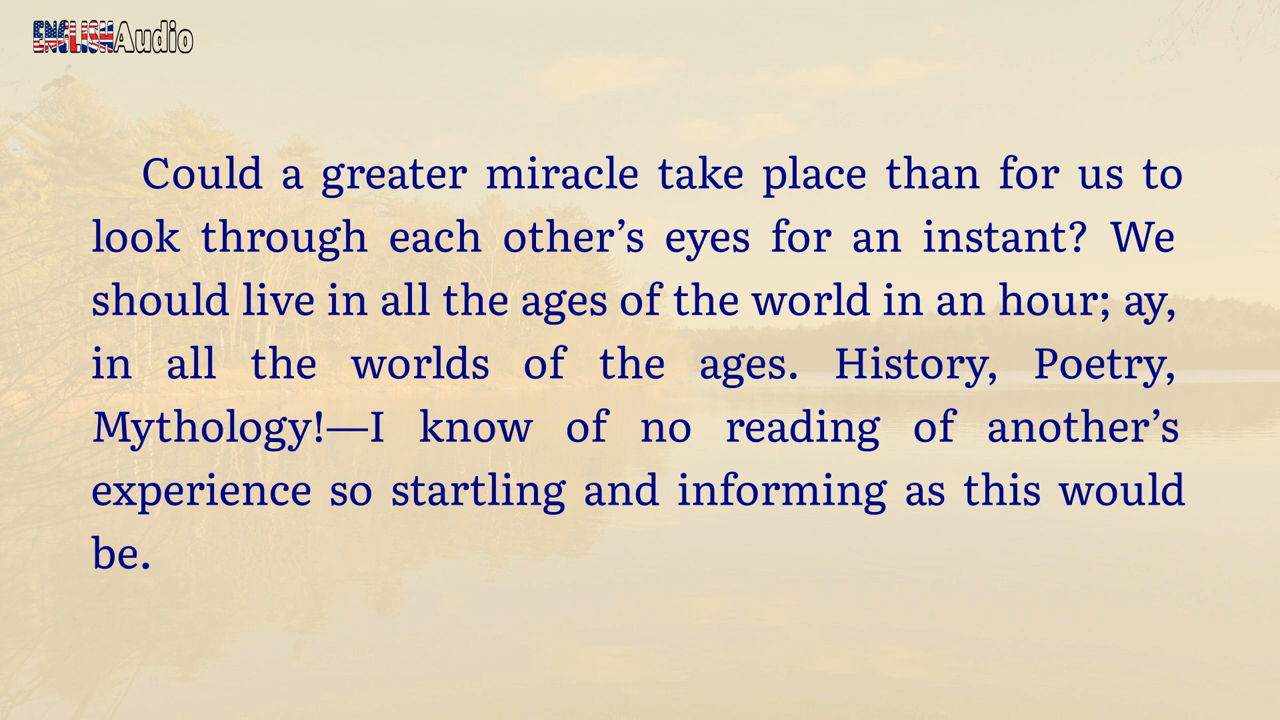 ENGLISHAudio
Could a greater miracle take place than for us to
look through each other’s eyes for an instant? We
should live in all the ages of the world in an hour; ay,
in all the worlds of the ages. History, Poetry,
Mythology!—I know of no reading of another’s
experience so startling and informing as this would
be.